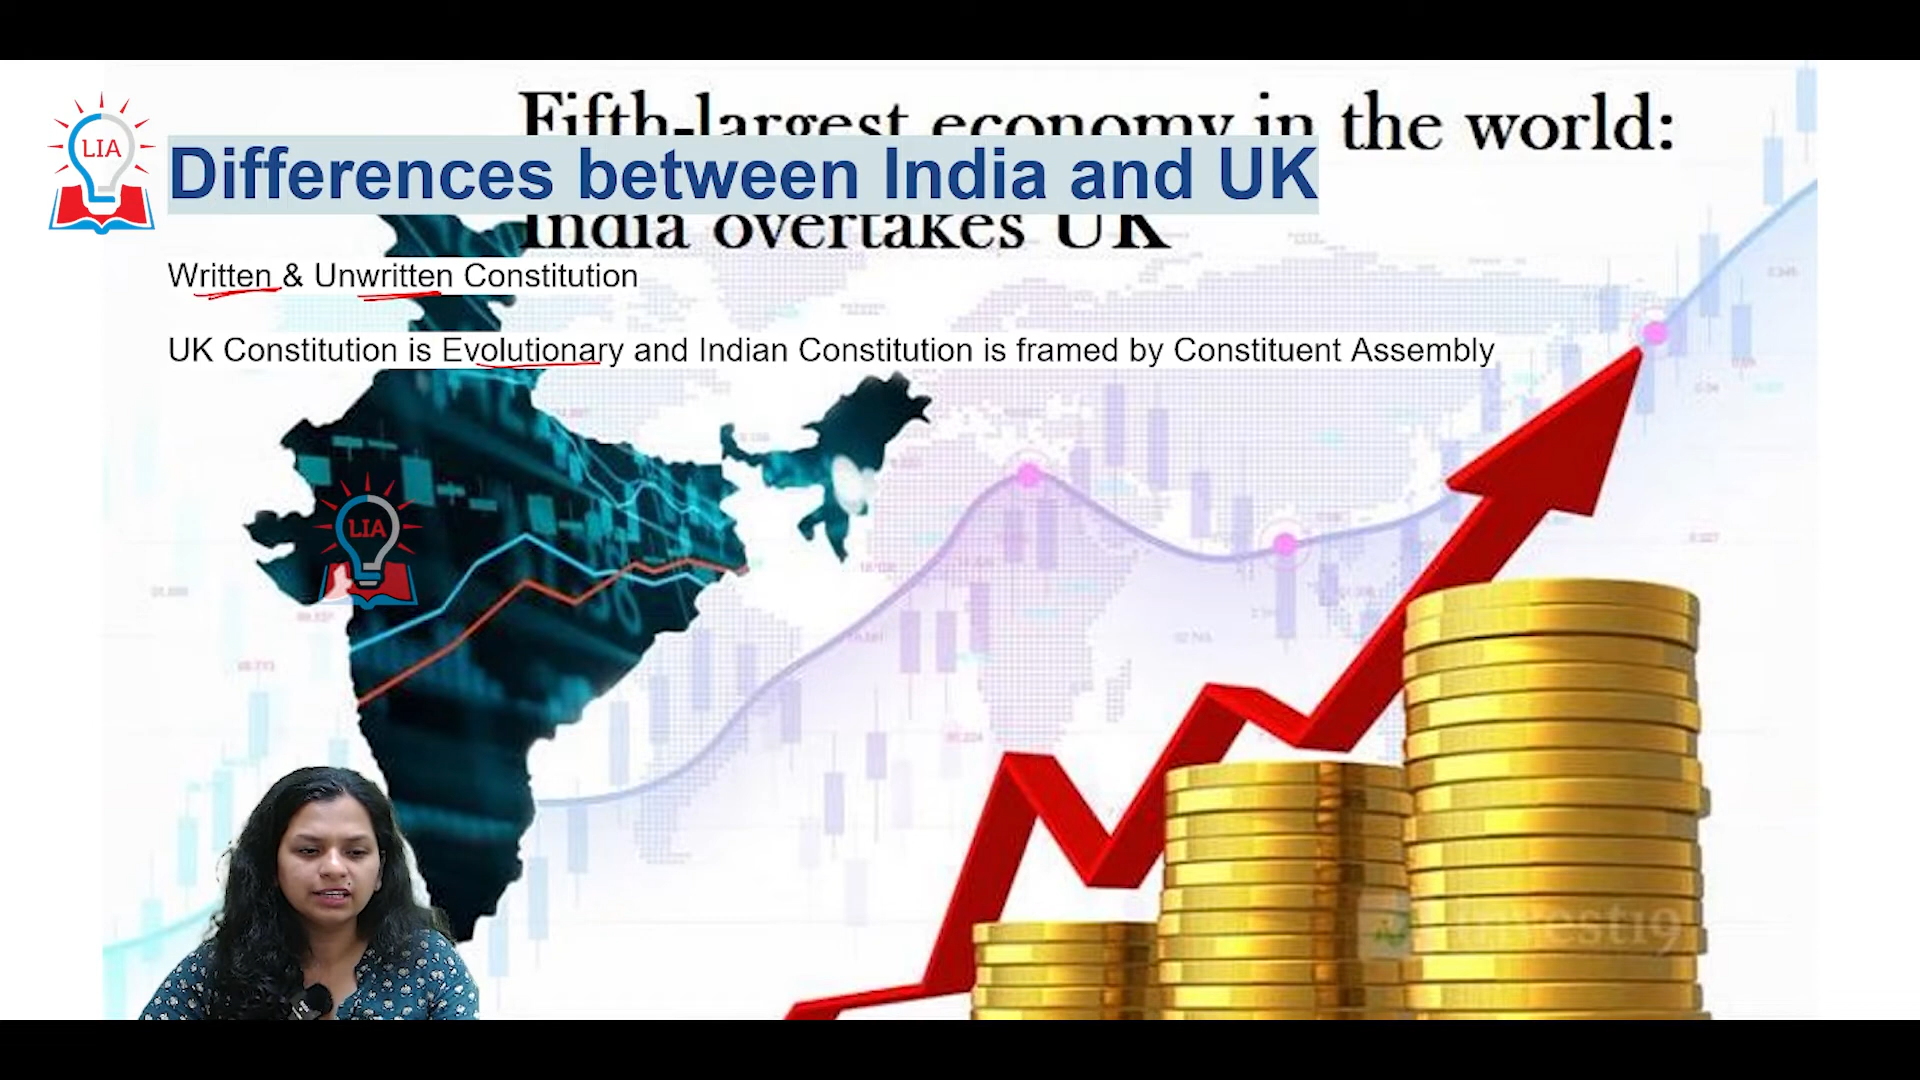 Fifth-largest economy in the world:
LIA
Differences between India and UK
India overtakes UK
Written & Unwritten Constitution
UK Constitution is Evolutionary and Indian Constitution is framed by Constituent Assembly
LIA
invest19